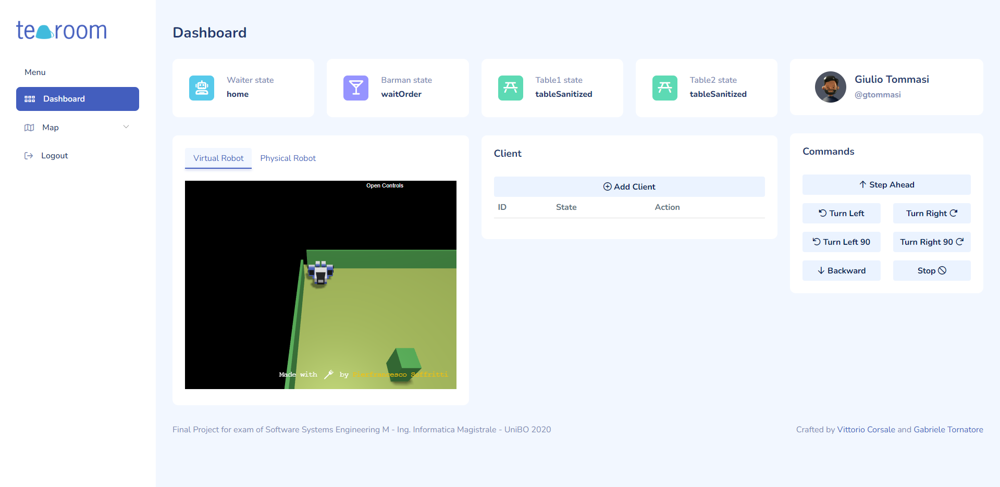 tearoom
Menu
Dashboard
Map
Logout
Dashboard
Waiter state
home
Barman state
waitOrder
Table1 state
tableSanitized
Table2 state
tableSanitized
Giulio Tommasi
@gtommasi
Virtual Robot
Physical Robot
Open Controls
Made with by Pierfrancesco Soffritti
Client
Add Client
ID State Action
Commands
Step Ahead
Turn Left
Turn Right
Turn Left 90
Turn Right 90
Backward
Stop
Final Project for exam of Software Systems Engineering M - Ing. Informatica Magistrale - UniBO 2020
Crafted by Vittorio Corsale and Gabriele Tornatore